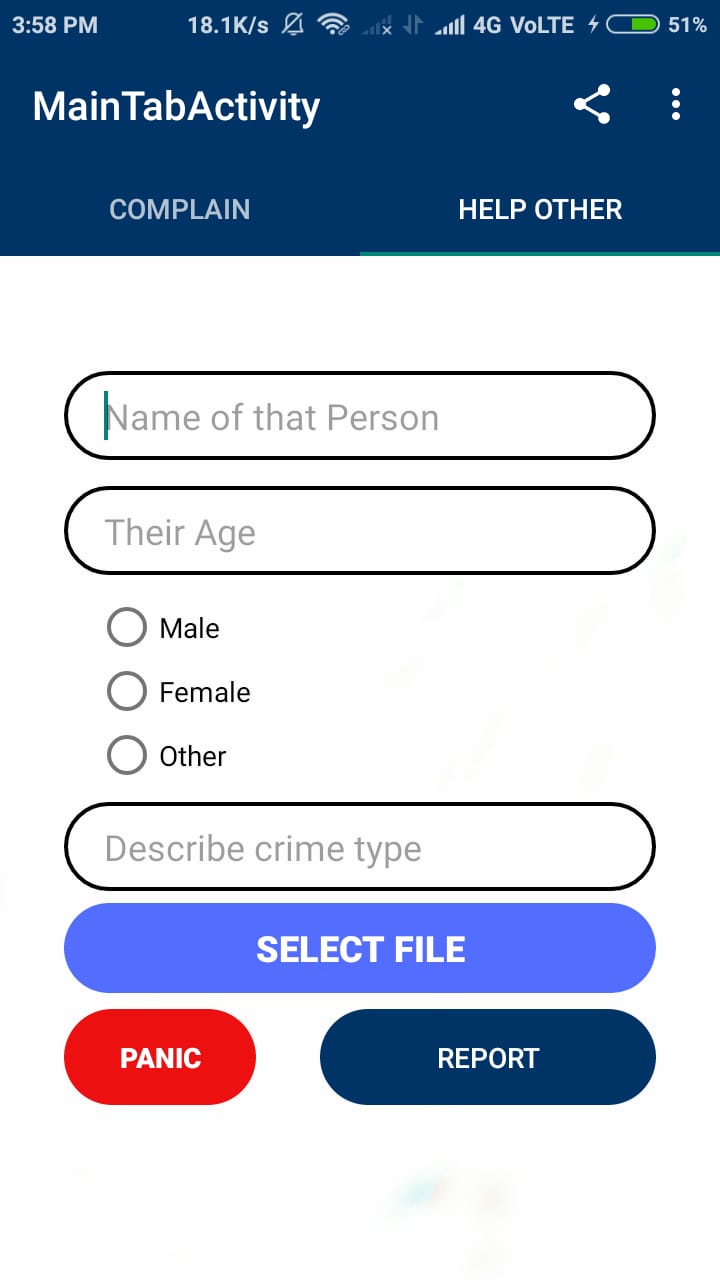 3:58 PM 18.1K/s 4G VoLTE 51%
MainTabActivity
COMPLAIN HELP OTHER
Name of that Person
Their Age
Male
Female
Other
Describe crime type
SELECT FILE
PANIC REPORT